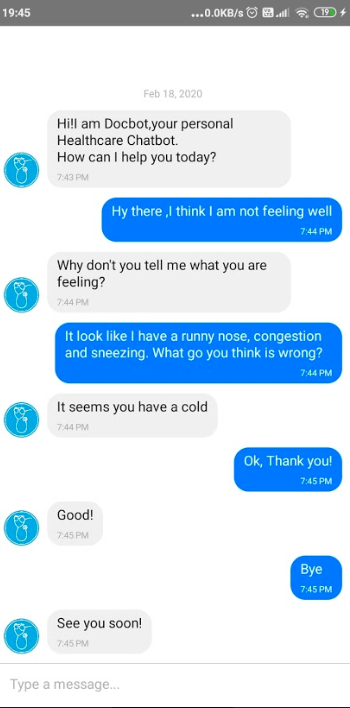 19:45 ...0.0KB/s 19
Feb 18, 2020
Hi!I am Docbot,your personal
Healthcare Chatbot.
How can I help you today?
7:43 PM
Hy there ,I think I am not feeling well
7:44 PM
Why don't you tell me what you are
feeling?
7:44 PM
It look like I have a runny nose, congestion
and sneezing. What go you think is wrong?
7:44 PM
It seems you have a cold
7:44 PM
Ok, Thank you!
7:45 PM
Good!
7:45 PM
Bye
7:45 PM
See you soon!
7:45 PM
Type a message...